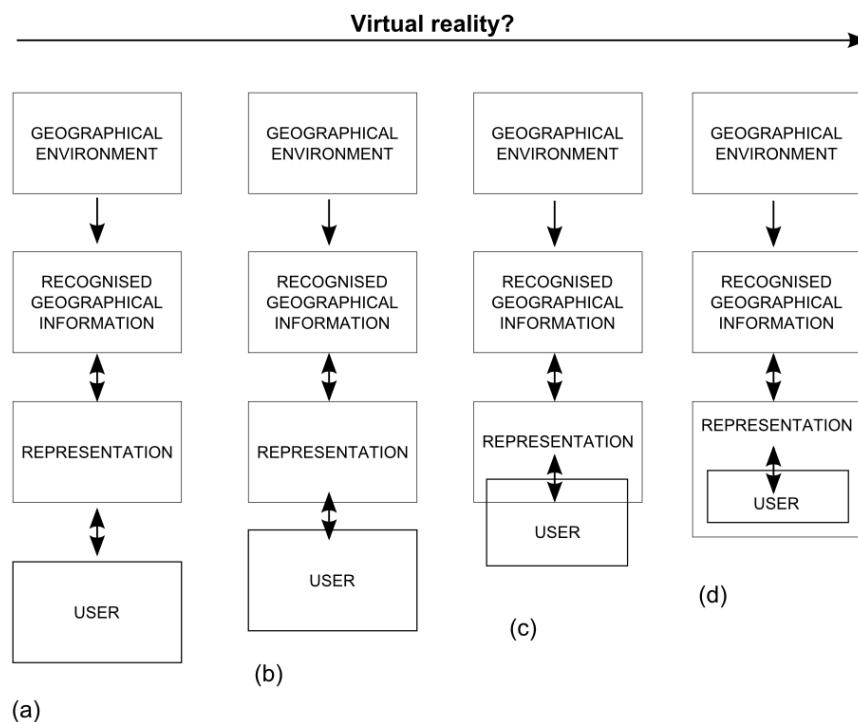 Virtual reality?
GEOGRAPHICAL
ENVIRONMENT
RECOGNISED
GEOGRAPHICAL
INFORMATION
REPRESENTATION
USER
(a)
GEOGRAPHICAL
ENVIRONMENT
RECOGNISED
GEOGRAPHICAL
INFORMATION
REPRESENTATION
USER
(b)
GEOGRAPHICAL
ENVIRONMENT
RECOGNISED
GEOGRAPHICAL
INFORMATION
REPRESENTATION
USER
(c)
GEOGRAPHICAL
ENVIRONMENT
RECOGNISED
GEOGRAPHICAL
INFORMATION
REPRESENTATION
USER
(d)